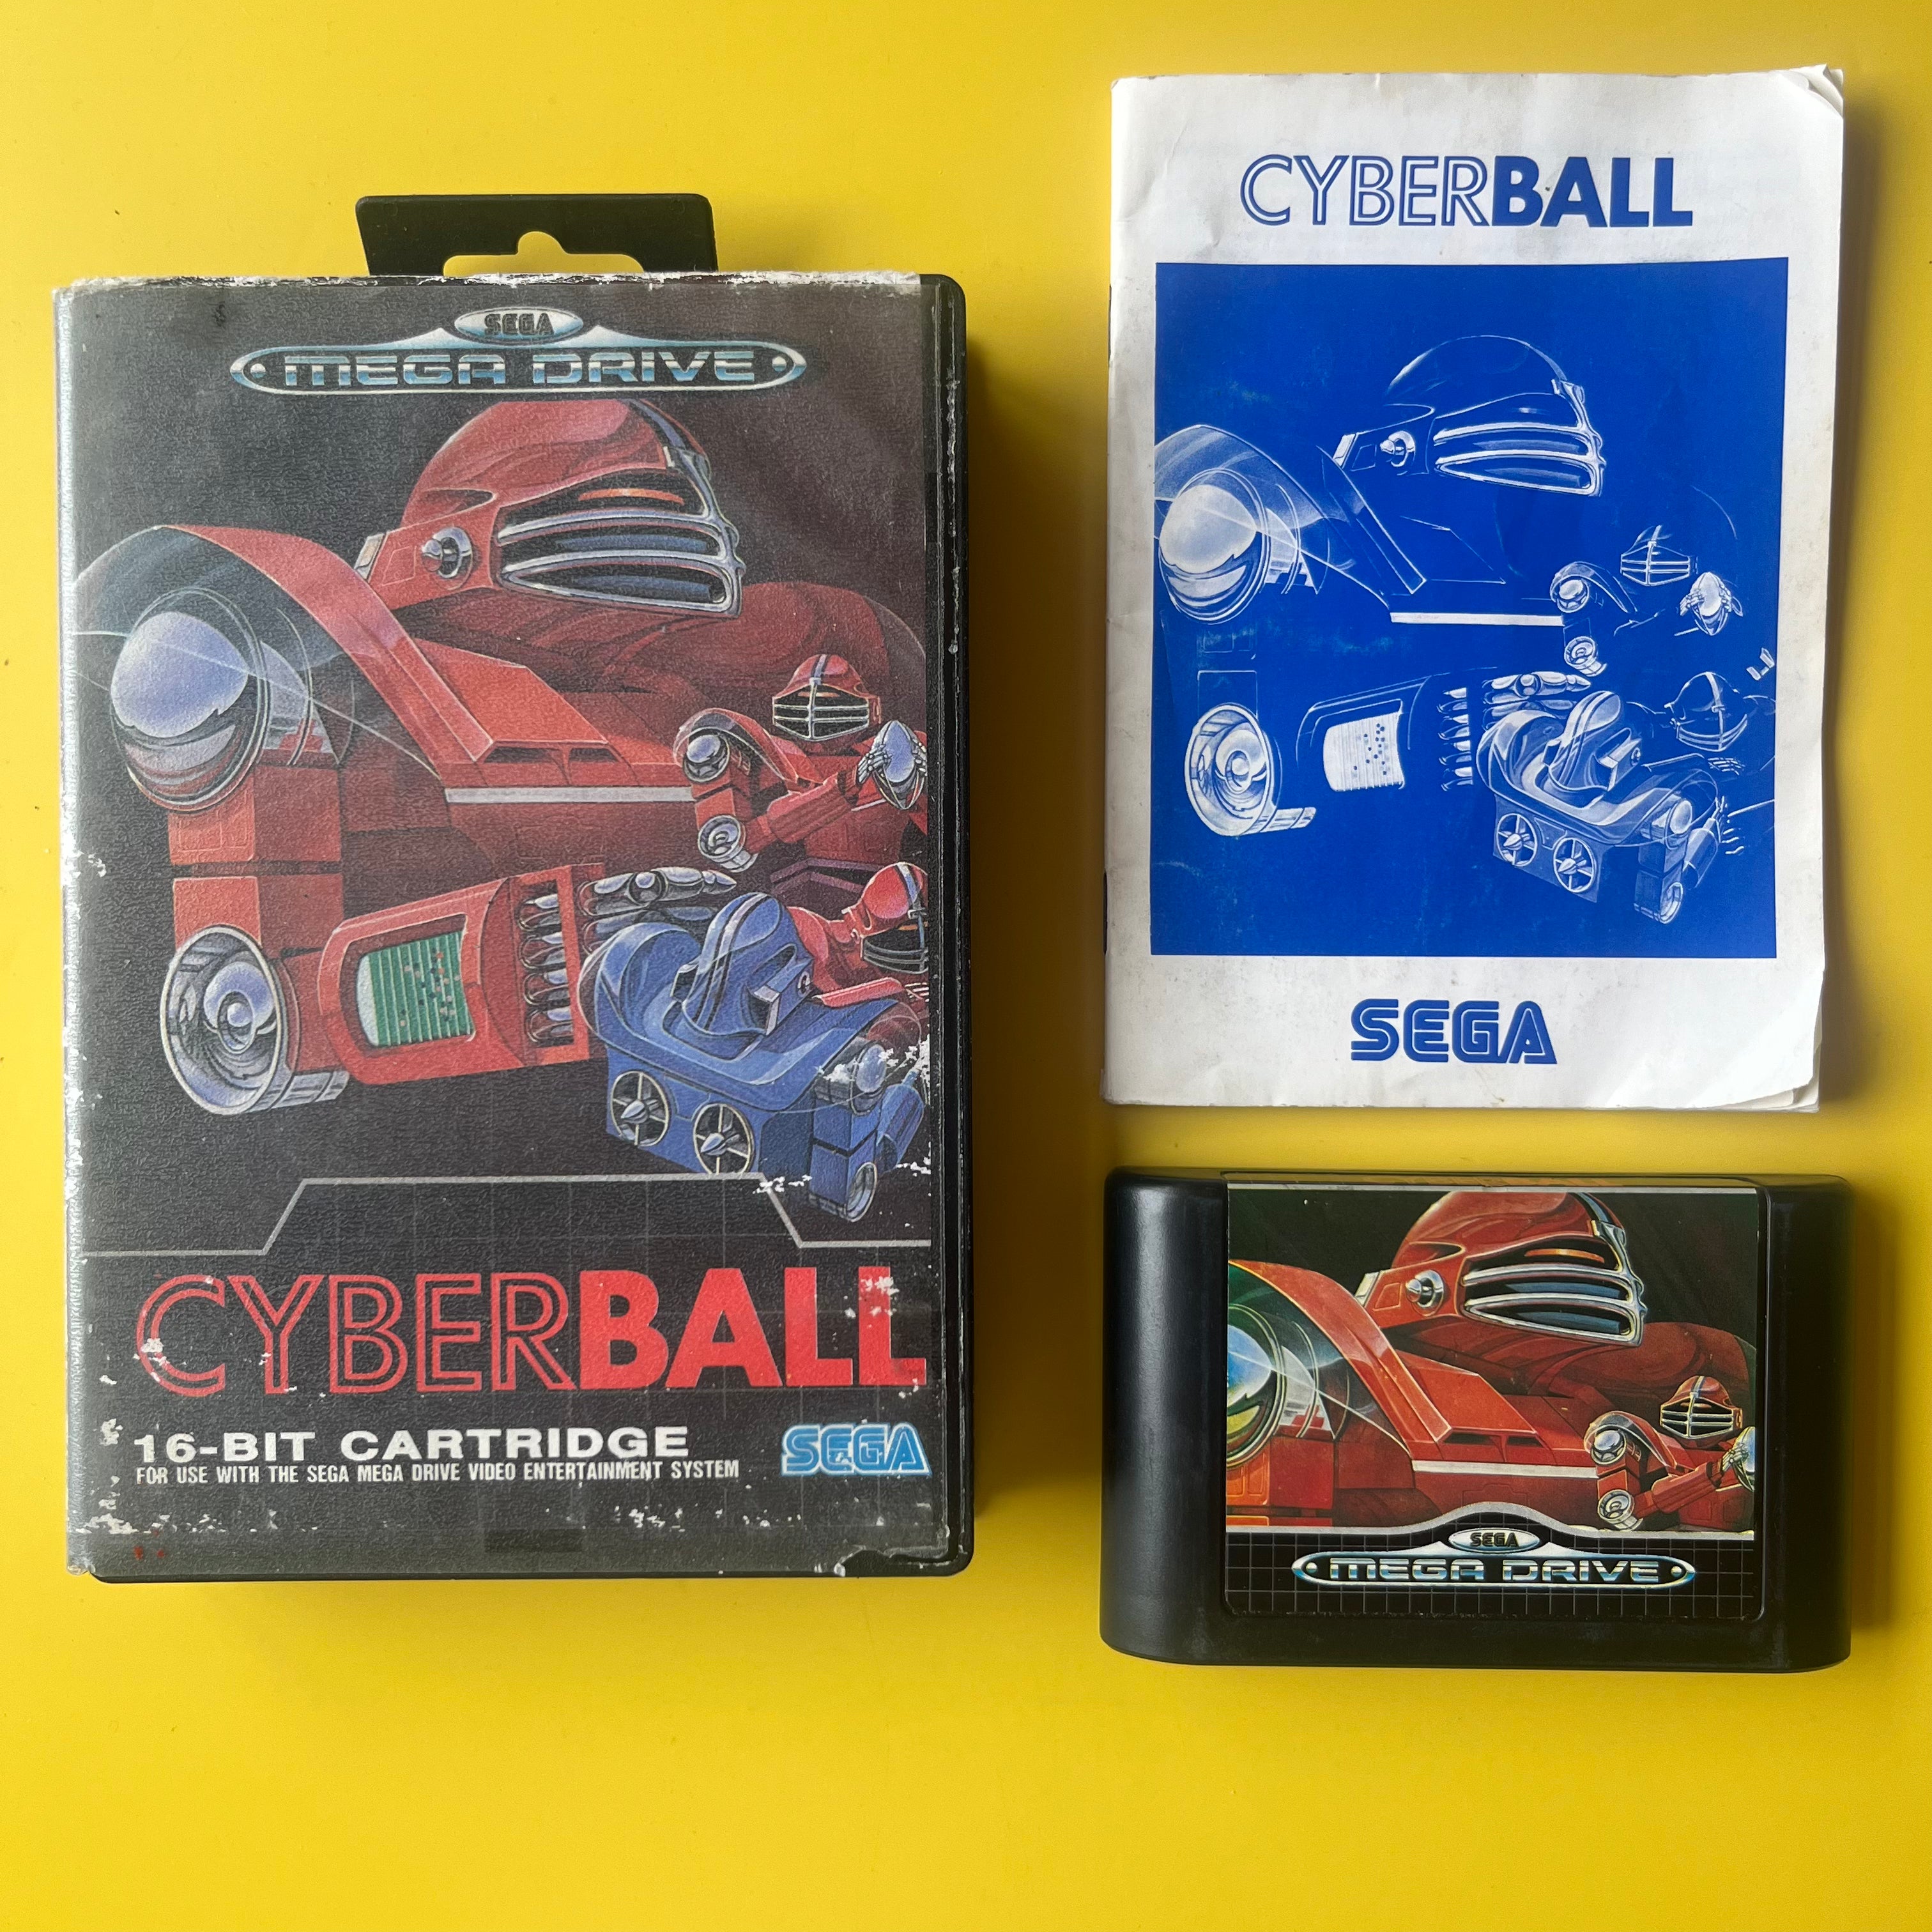 SEGA
MEGA DRIVE
CYBERBALL
16-BIT CARTRIDGE
FOR USE WITH THE SEGA MEGA DRIVE VIDEO ENTERTAINMENT SYSTEM
SEGA
CYBERBALL
SEGA
SEGA
MEGA DRIVE